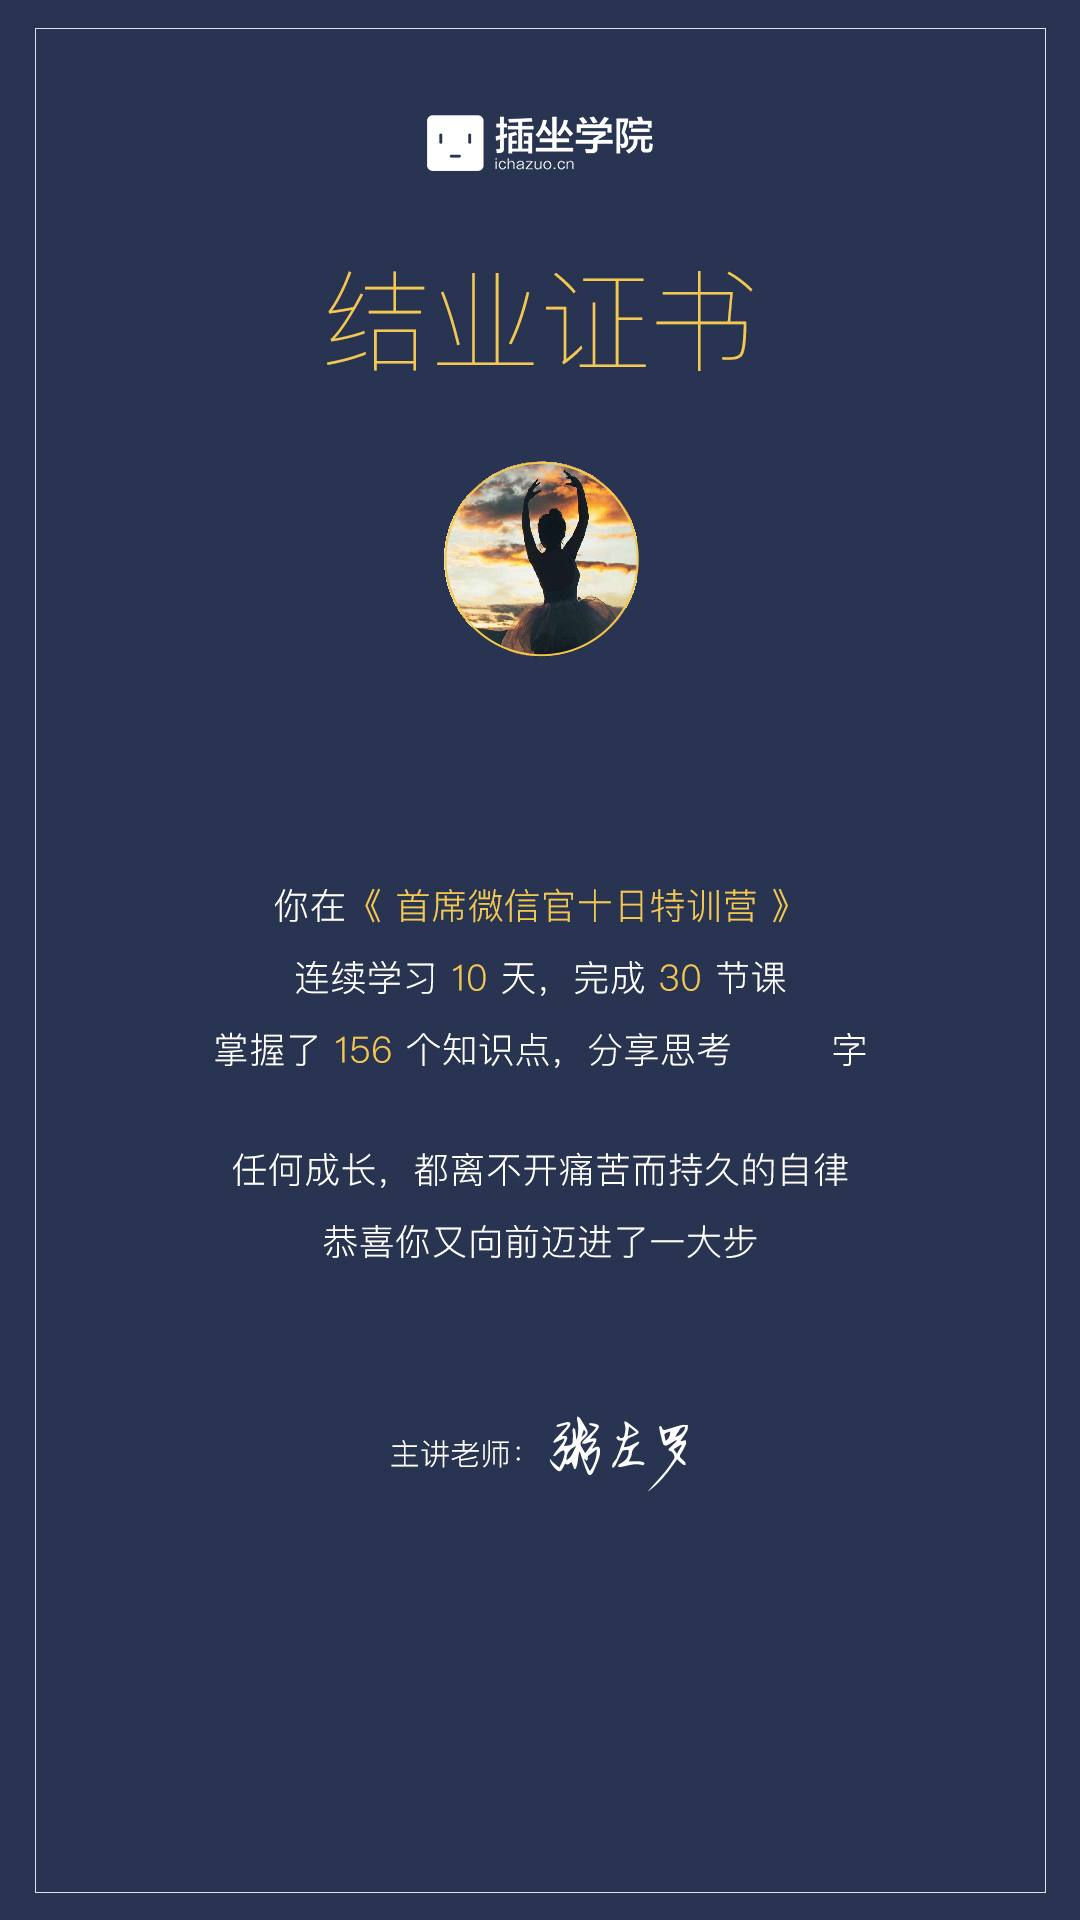 插坐学院
ichazuo.cn
结业证书
你在《 首席微信官十日特训营 》
连续学习 10 天，完成 30 节课
掌握了 156 个知识点，分享思考 字
任何成长，都离不开痛苦而持久的自律
恭喜你又向前迈进了一大步
主讲老师：粥左罗